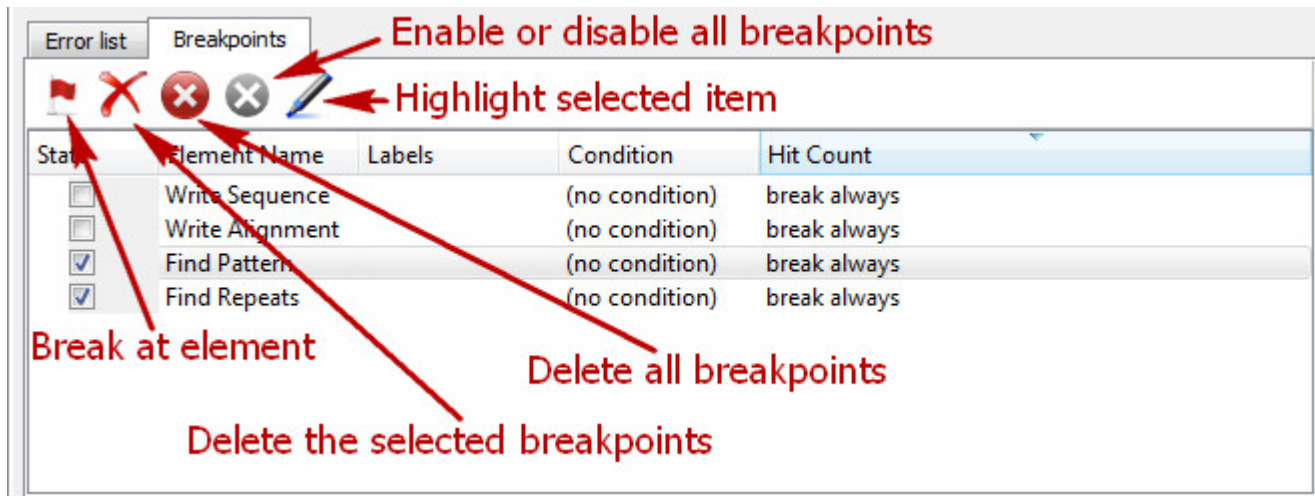 Error list Breakpoints Enable or disable all breakpoints
Highlight selected item
State Element Name Labels Condition Hit Count
Write Sequence (no condition) break always
Write Alignment (no condition) break always
Find Pattern (no condition) break always
Find Repeats (no condition) break always
Break at element
Delete all breakpoints
Delete the selected breakpoints